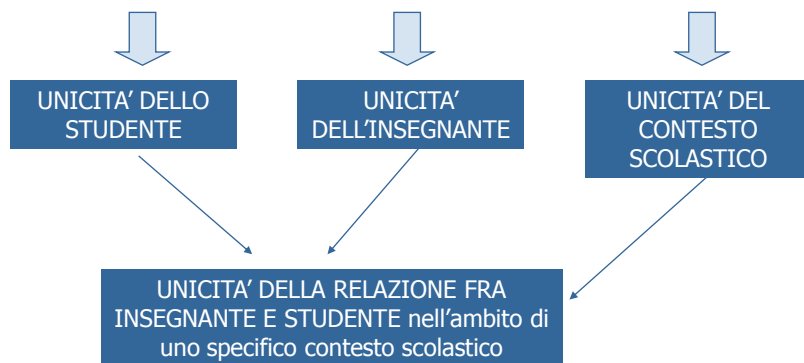 UNICITA’ DELLO
STUDENTE
UNICITA’
DELL’INSEGNANTE
UNICITA’ DEL
CONTESTO
SCOLASTICO
UNICITA’ DELLA RELAZIONE FRA
INSEGNANTE E STUDENTE nell’ambito di
uno specifico contesto scolastico